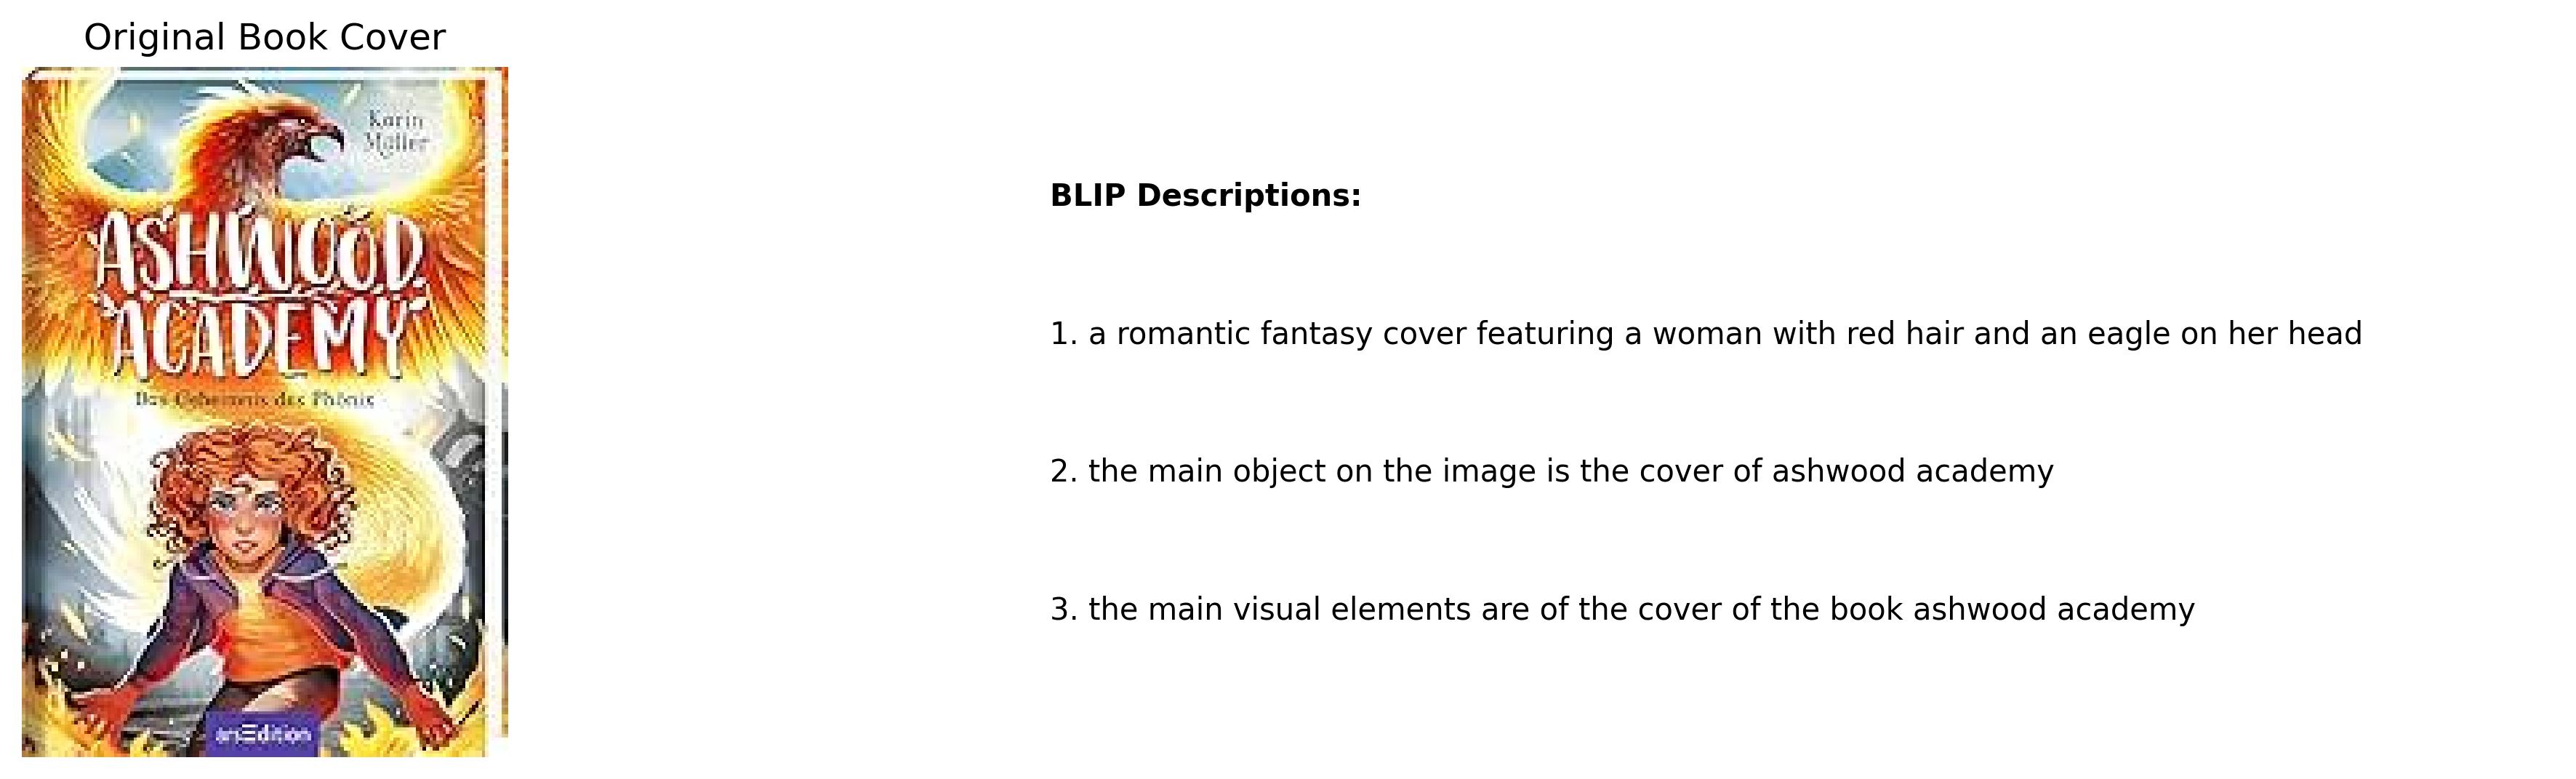 Original Book Cover
Karin
Müller
ASHWOOD
ACADEMY
Das Geheimnis des Phönix
arsEdition
BLIP Descriptions:
1. a romantic fantasy cover featuring a woman with red hair and an eagle on her head
2. the main object on the image is the cover of ashwood academy
3. the main visual elements are of the cover of the book ashwood academy